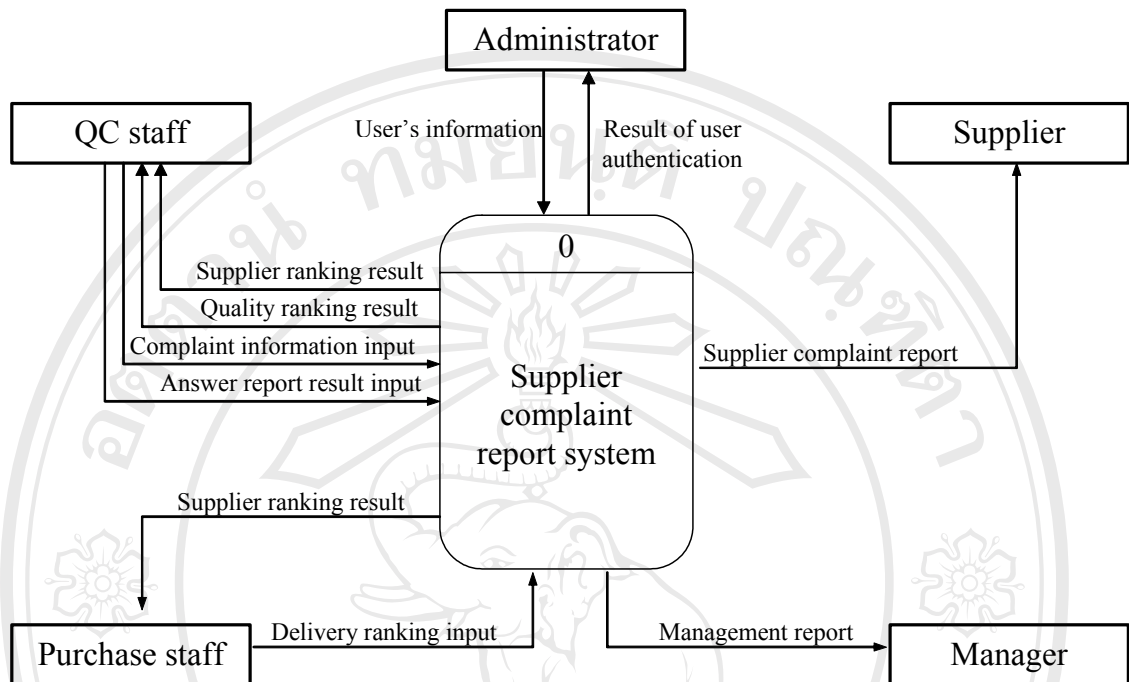 Administrator
QC staff
User's information
Result of user
authentication
Supplier
0
Supplier ranking result
Quality ranking result
Complaint information input
Answer report result input
Supplier complaint report
Supplier
complaint
report system
Supplier ranking result
Delivery ranking input
Management report
Purchase staff
Manager